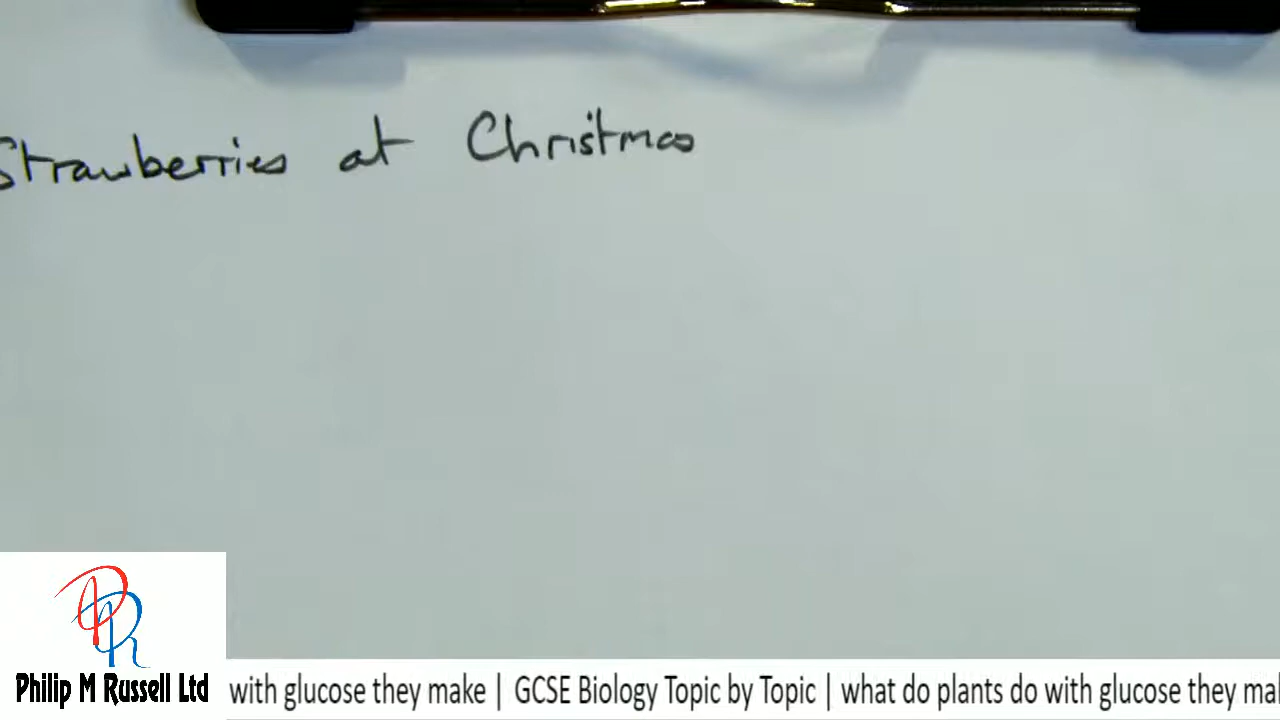 Strawberries at Christmas
Philip M Russell Ltd
with glucose they make | GCSE Biology Topic by Topic | what do plants do with glucose they mal